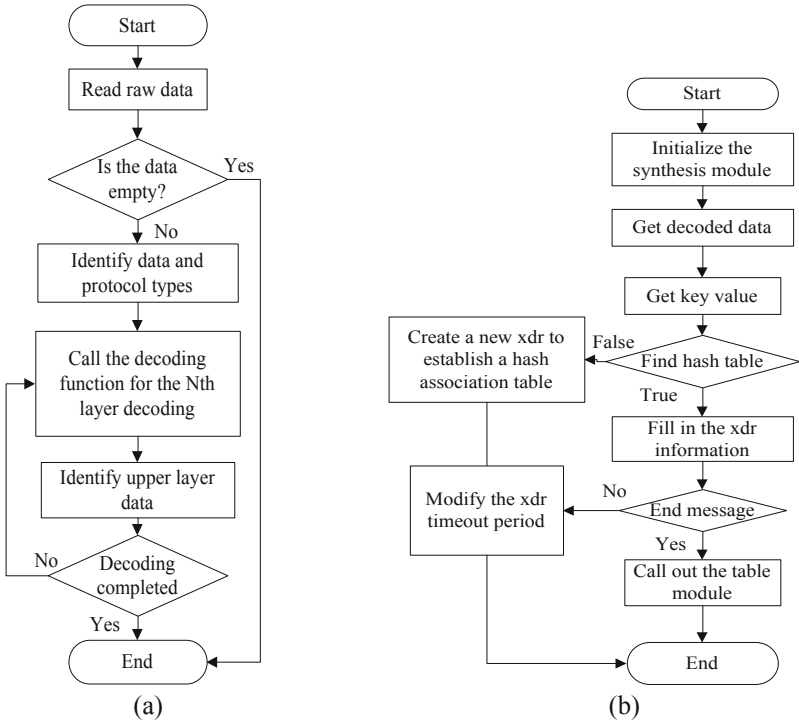 Start
Read raw data
Is the data
empty?
Yes
No
Identify data and
protocol types
Call the decoding
function for the Nth
layer decoding
Identify upper layer
data
No
Decoding
completed
Yes
End
(a)
Start
Initialize the
synthesis module
Get decoded data
Get key value
Find hash table
False
Create a new xdr to
establish a hash
association table
True
Fill in the xdr
information
End message
No
Modify the xdr
timeout period
Yes
Call out the table
module
End
(b)